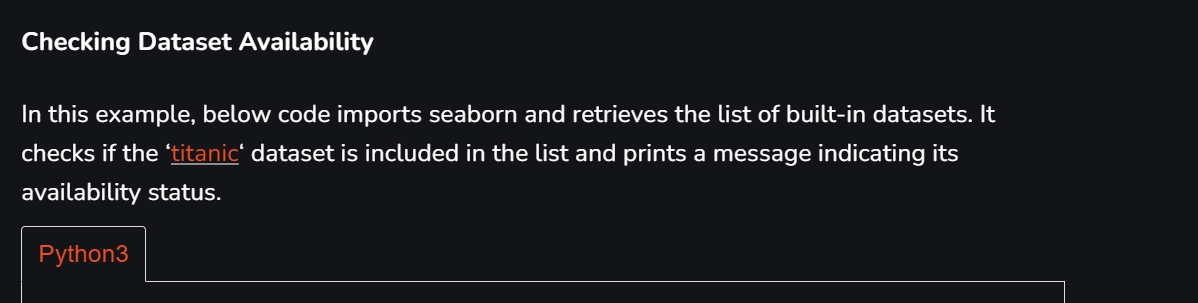 Checking Dataset Availability
In this example, below code imports seaborn and retrieves the list of built-in datasets. It
checks if the ‘titanic‘ dataset is included in the list and prints a message indicating its
availability status.
Python3